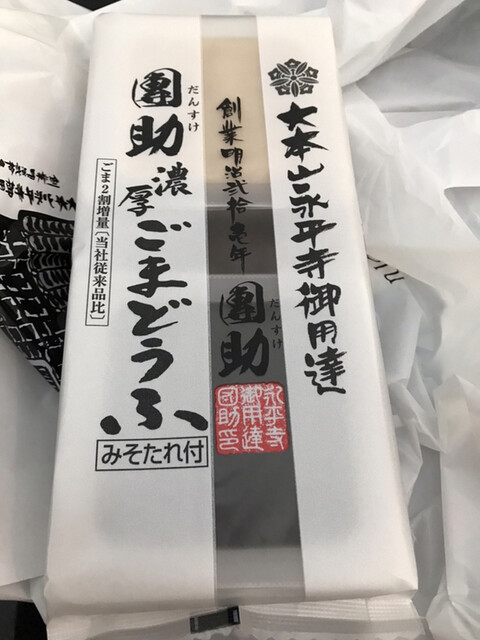 大本山永平寺御用達
創業明治弐拾壱年
團助
だんすけ
永平寺
御用達
団助印
團助
だんすけ
濃厚ごまどうふ
ごま2割増量〔当社従来品比〕
みそたれ付